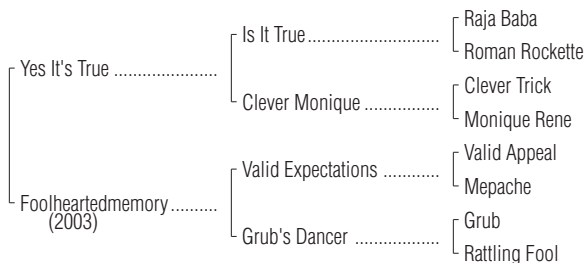 Raja Baba
Is It True
Roman Rockette
Yes It's True
Clever Trick
Clever Monique
Monique Rene
Valid Appeal
Valid Expectations
Mepache
Foolheartedmemory
(2003)
Grub
Grub's Dancer
Rattling Fool